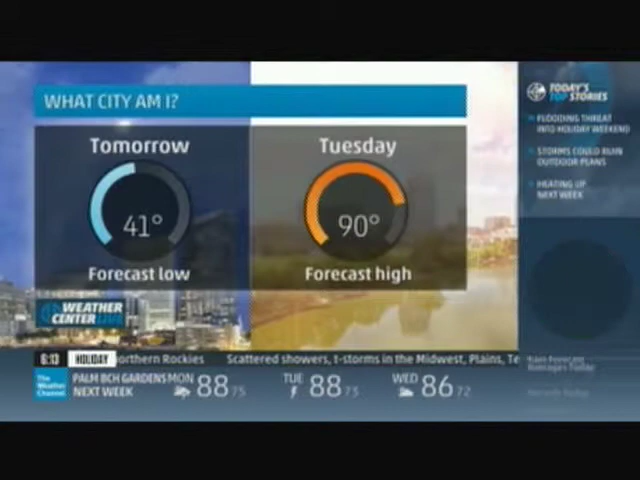 WHAT CITY AM I?
Tomorrow
41°
Forecast low
Tuesday
90°
Forecast high
TODAY'S
TOP STORIES
FLOODING THREAT
INTO HOLIDAY WEEKEND
STORMS COULD RUIN
OUTDOOR PLANS
HEATING UP
NEXT WEEK
WEATHER
CENTER LIVE
6:13 HOLIDAY orthern Rockies Scattered showers, t-storms in the Midwest, Plains, Te
The
Weather
Channel
PALM BCH GARDENS
NEXT WEEK
MON 88/75
TUE 88/73
WED 86/72